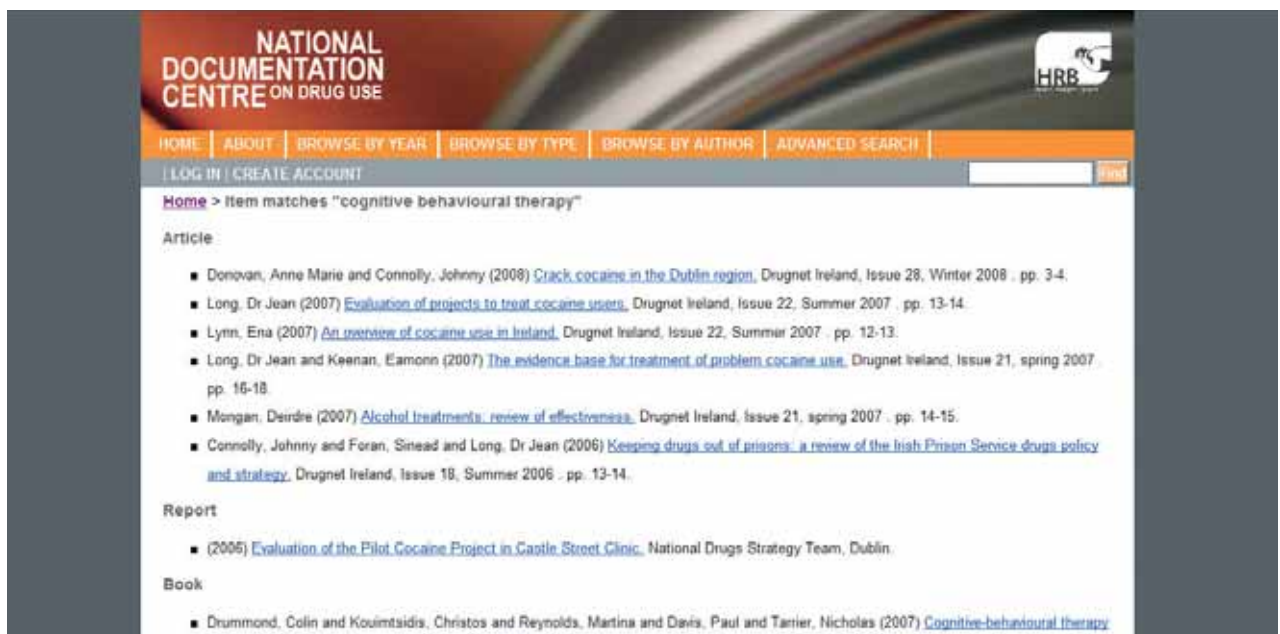 NATIONAL
DOCUMENTATION
CENTRE ON DRUG USE
HRB
HOME | ABOUT | BROWSE BY YEAR | BROWSE BY TYPE | BROWSE BY AUTHOR | ADVANCED SEARCH |
| LOG IN | CREATE ACCOUNT
Find
Home > Item matches "cognitive behavioural therapy"
Article
■ Donovan, Anne Marie and Connolly, Johnny (2008) Crack cocaine in the Dublin region. Drugnet Ireland, Issue 28, Winter 2008 . pp. 3-4.
■ Long, Dr Jean (2007) Evaluation of projects to treat cocaine users. Drugnet Ireland, Issue 22, Summer 2007 . pp. 13-14.
■ Lynn, Ena (2007) An overview of cocaine use in Ireland. Drugnet Ireland, Issue 22, Summer 2007 . pp. 12-13.
■ Long, Dr Jean and Keenan, Eamonn (2007) The evidence base for treatment of problem cocaine use. Drugnet Ireland, Issue 21, spring 2007 .
pp. 16-18.
■ Mongan, Deirdre (2007) Alcohol treatments: review of effectiveness. Drugnet Ireland, Issue 21, spring 2007 . pp. 14-15.
■ Connolly, Johnny and Foran, Sinead and Long, Dr Jean (2006) Keeping drugs out of prisons: a review of the Irish Prison Service drugs policy
and strategy. Drugnet Ireland, Issue 18, Summer 2006 . pp. 13-14.
Report
■ (2006) Evaluation of the Pilot Cocaine Project in Castle Street Clinic. National Drugs Strategy Team, Dublin.
Book
■ Drummond, Colin and Kouimtsidis, Christos and Reynolds, Martina and Davis, Paul and Tarrier, Nicholas (2007) Cognitive-behavioural therapy